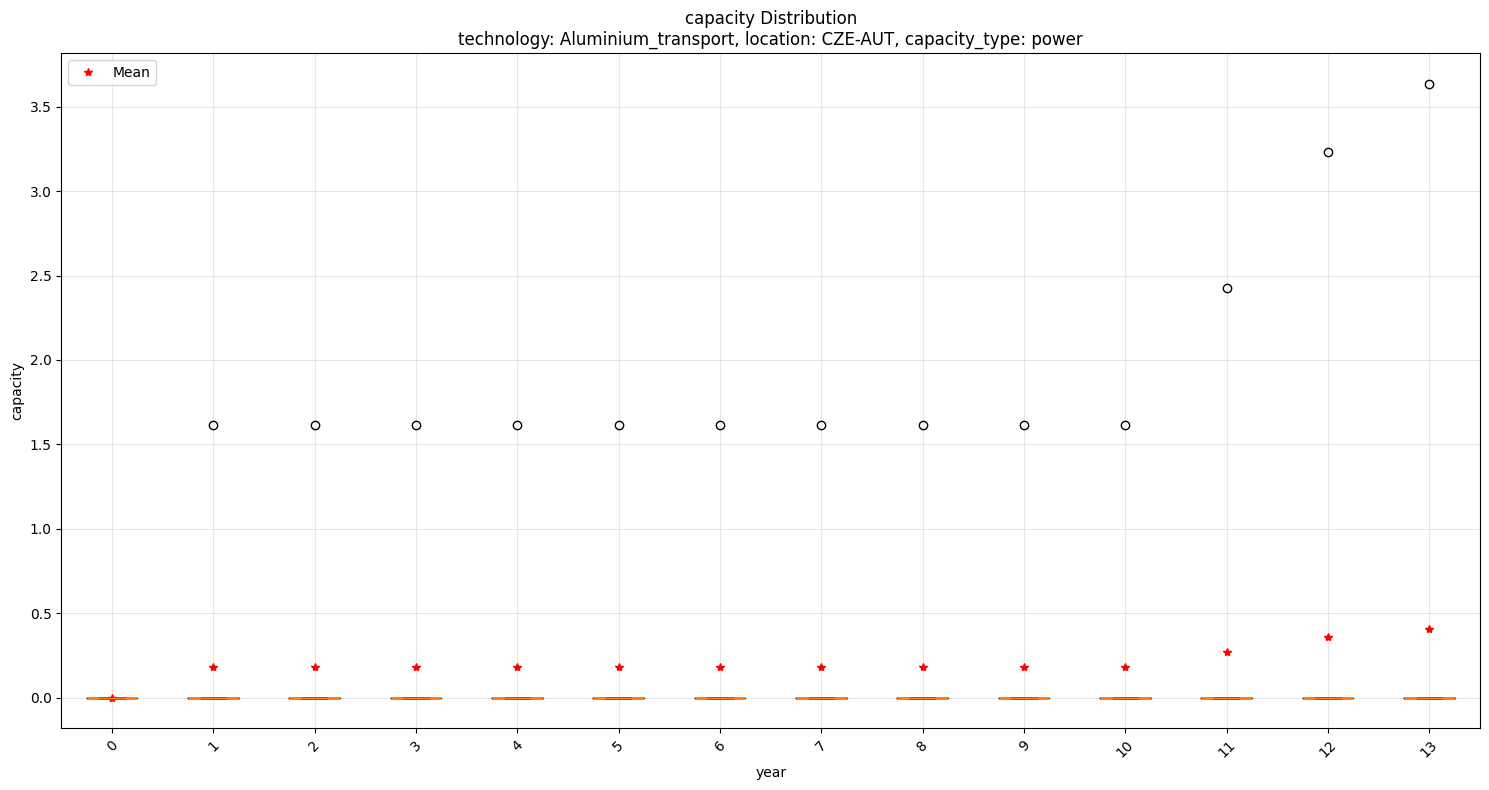 capacity Distribution
technology: Aluminium_transport, location: CZE-AUT, capacity_type: power
Mean
3.5
3.0
2.5
2.0
1.5
1.0
0.5
0.0
capacity
0 1 2 3 4 5 6 7 8 9 10 11 12 13
year